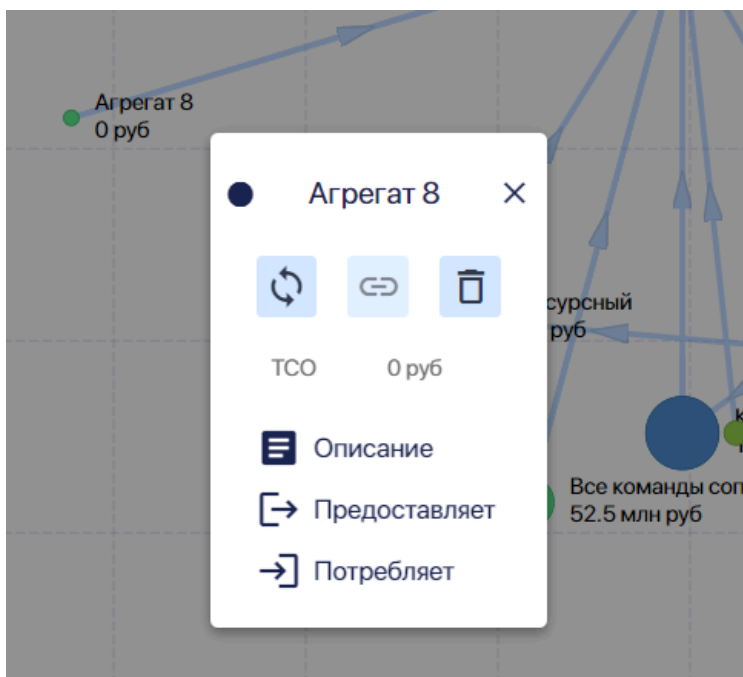 Агрегат 8
0 руб
Агрегат 8
сурсный
руб
TCO 0 руб
Описание
Все команды соп
52.5 млн руб
Предоставляет
Потребляет